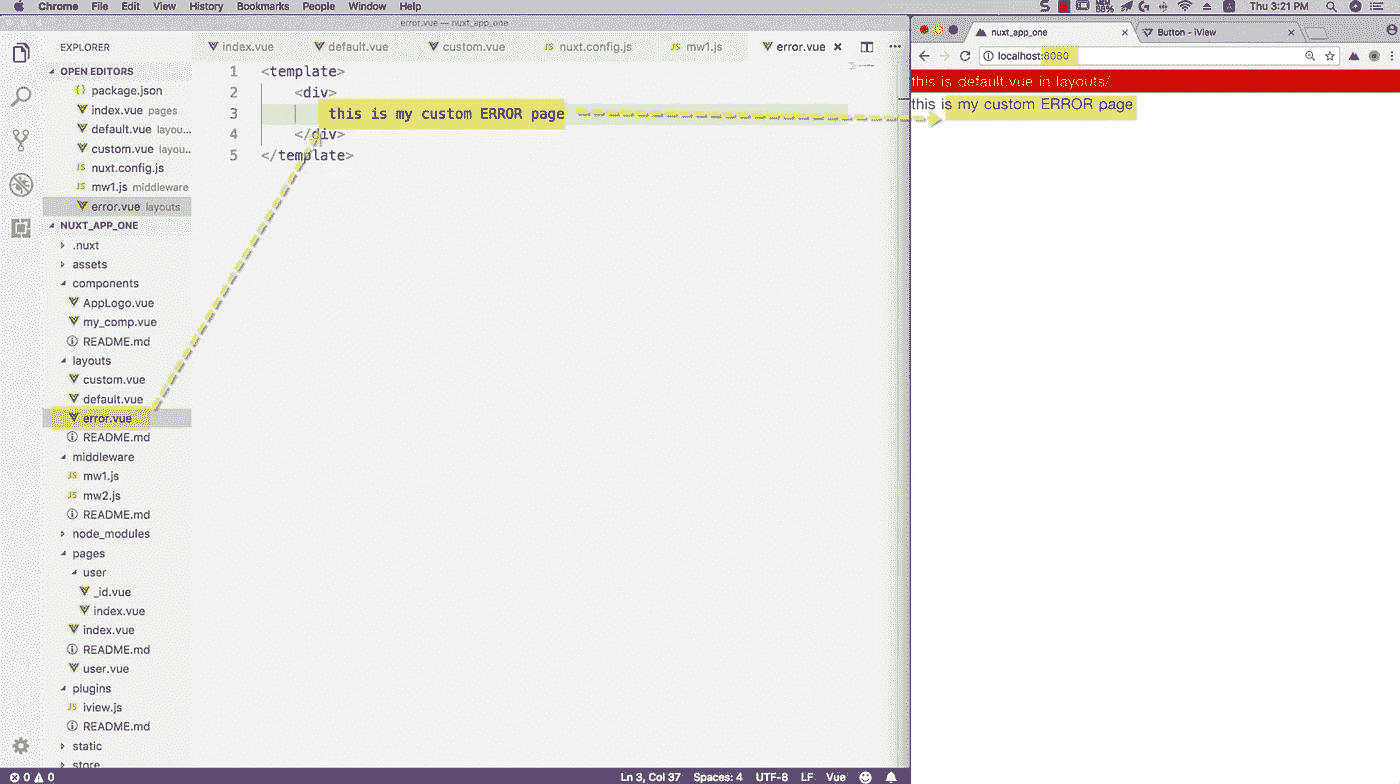 Chrome File Edit View History Bookmarks People Window Help
Thu 3:21 PM
error.vue — nuxt_app_one
EXPLORER
OPEN EDITORS
package.json
index.vue pages
default.vue layou...
custom.vue layou...
nuxt.config.js
mw1.js middleware
error.vue layouts
NUXT_APP_ONE
.nuxt
assets
components
AppLogo.vue
my_comp.vue
README.md
layouts
custom.vue
default.vue
error.vue
README.md
middleware
mw1.js
mw2.js
README.md
node_modules
pages
user
_id.vue
index.vue
index.vue
README.md
user.vue
plugins
iview.js
README.md
static
store
index.vue default.vue custom.vue nuxt.config.js mw1.js error.vue
1 <template>
2 <div>
3 this is my custom ERROR page
4 </div>
5 </template>
0 0 Ln 3, Col 37 Spaces: 4 UTF-8 LF Vue
nuxt_app_one
Button - iView
localhost:8080
this is default.vue in layouts/
this is my custom ERROR page